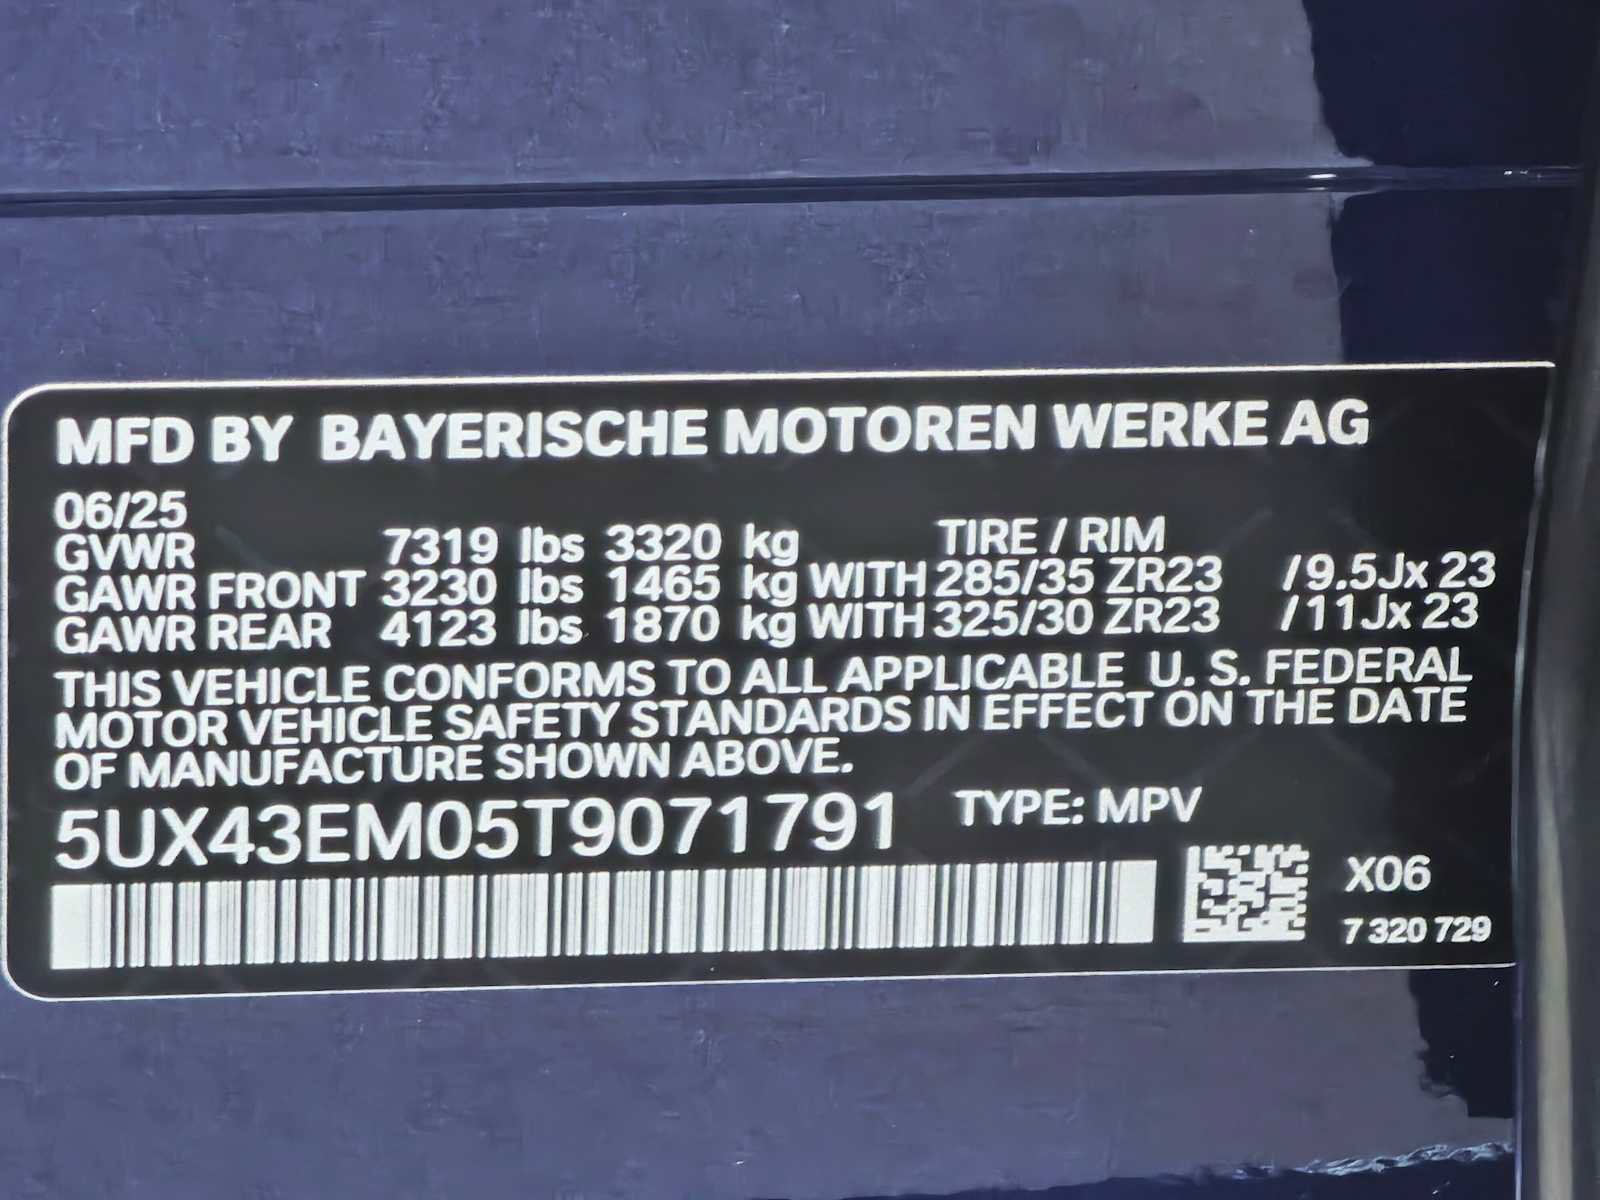 MFD BY BAYERISCHE MOTOREN WERKE AG
06/25
GVWR 7319 lbs 3320 kg TIRE / RIM
GAWR FRONT 3230 lbs 1465 kg WITH 285/35 ZR23 /9.5Jx 23
GAWR REAR 4123 lbs 1870 kg WITH 325/30 ZR23 /11Jx 23
THIS VEHICLE CONFORMS TO ALL APPLICABLE U. S. FEDERAL
MOTOR VEHICLE SAFETY STANDARDS IN EFFECT ON THE DATE
OF MANUFACTURE SHOWN ABOVE.
5UX43EM05T9071791 TYPE: MPV
X06
7 320 729